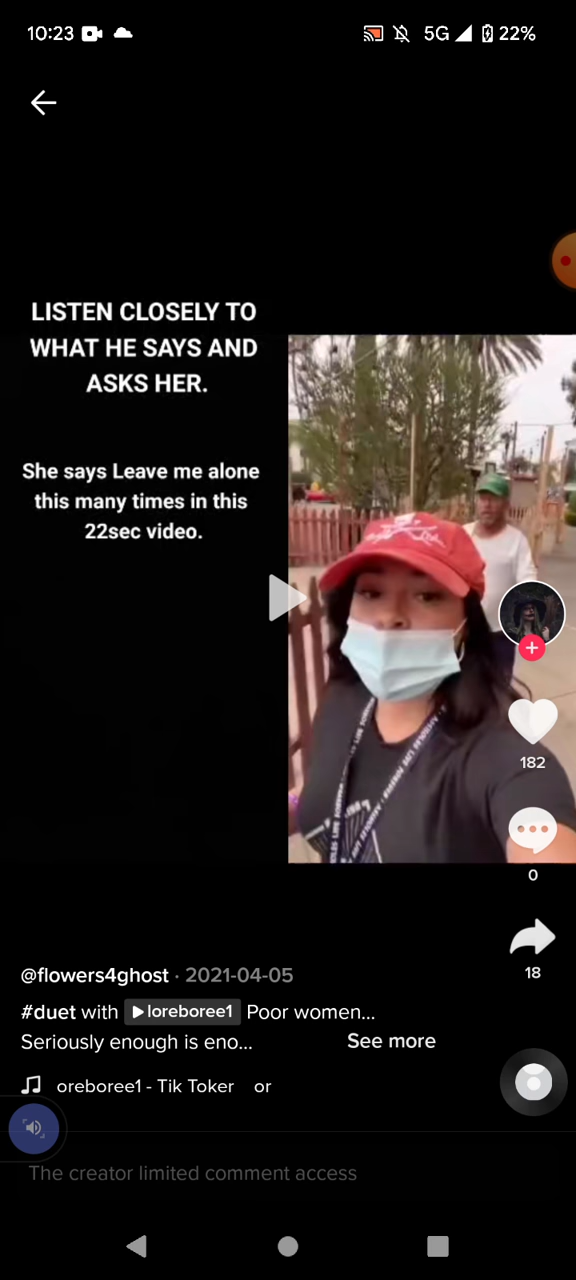 10:23 5G 22%
LISTEN CLOSELY TO
WHAT HE SAYS AND
ASKS HER.
She says Leave me alone
this many times in this
22sec video.
182
0
18
@flowers4ghost · 2021-04-05
#duet with loreboree1 Poor women...
Seriously enough is eno... See more
oreboree1 - Tik Toker or
The creator limited comment access